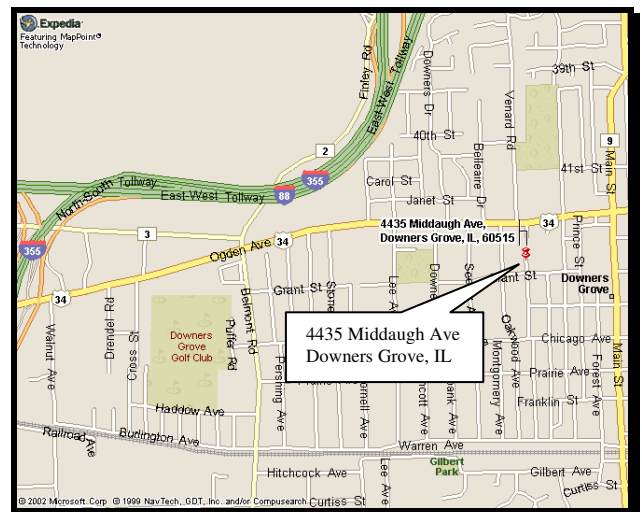 Expedia
Featuring MapPoint®
Technology
Finley Rd
East-West Tollway
Downers Dr
Venard Rd
39th St
40th St
9
Main St
2
Belleaire Dr
41st St
355
Carol St
North-South Tollway
East-West Tollway
88
Janet St
4435 Middaugh Ave,
Downers Grove, IL, 60515
34
Prince St
3
Ogden Ave
34
355
Grant St
Downers
Grove
34
Drendel Rd
Belmont Rd
4435 Middaugh Ave
Downers Grove, IL
Walnut Ave
Cross St
Downers
Grove
Golf Club
Puffer Rd
Oakwood Ave
Chicago Ave
Main St
Pershing Ave
Montgomery Ave
Prairie Ave
Forest Ave
Haddow Ave
Franklin St
Railroad Ave
Burlington Ave
Warren Ave
Gilbert
Park
Hitchcock Ave
Lee Ave
Gilbert Ave
Curtiss St
Curtiss St
© 2002 Microsoft Corp © 1999 NavTech, GDT, Inc. and/or Compusearch